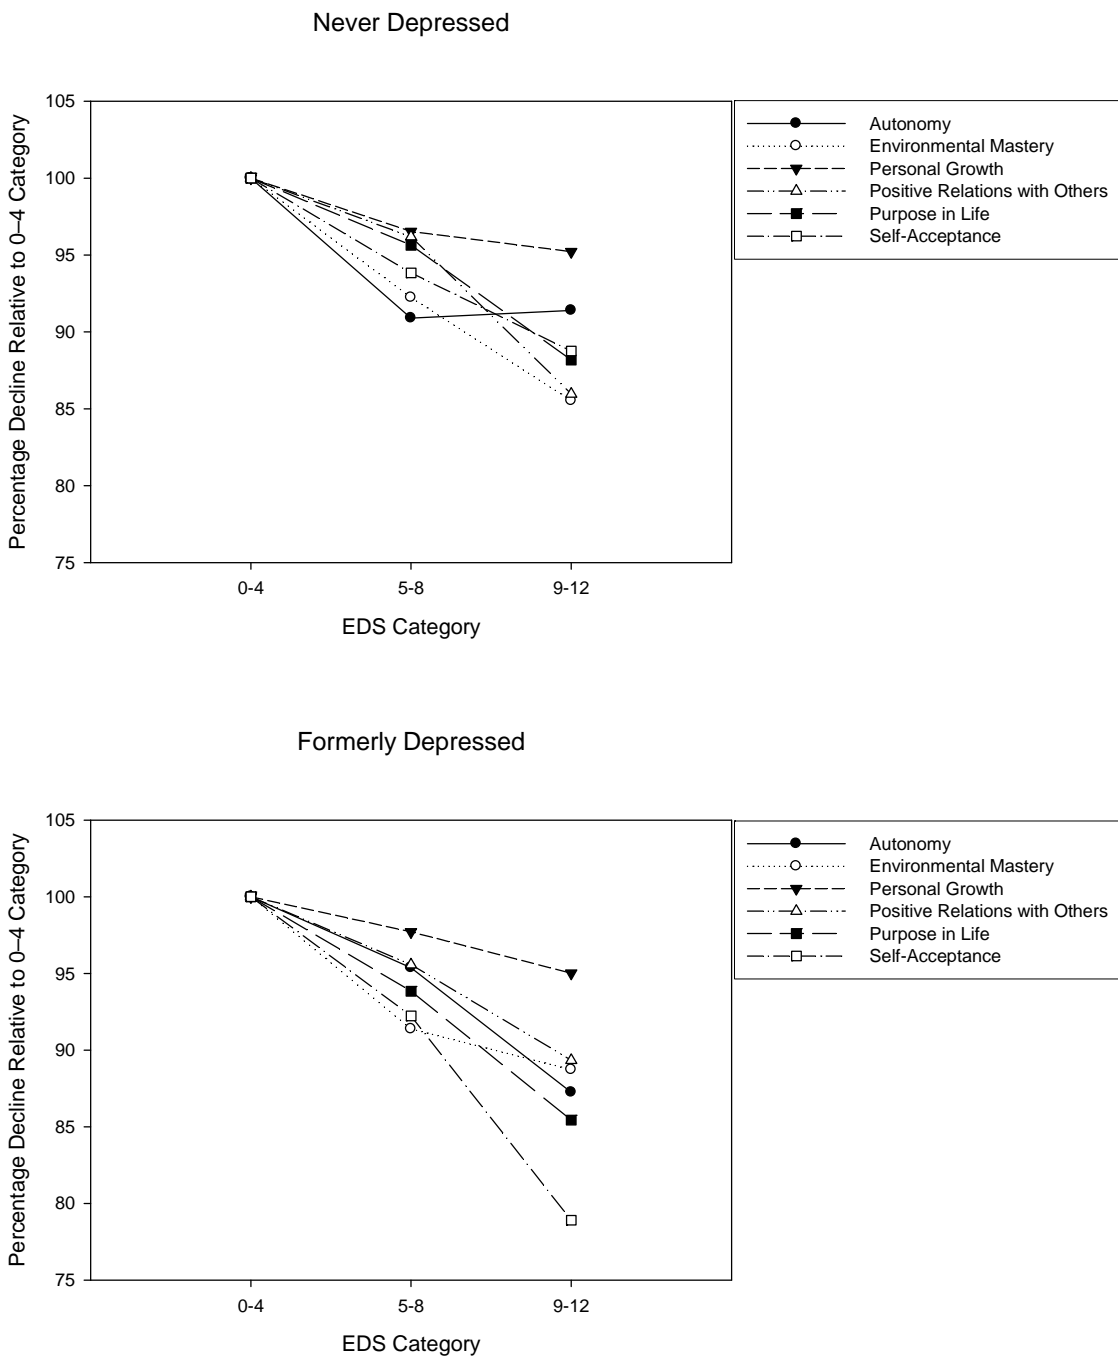 Never Depressed
Percentage Decline Relative to 0–4 Category
105
100
95
90
85
80
75
0-4
5-8
9-12
EDS Category
Autonomy
Environmental Mastery
Personal Growth
Positive Relations with Others
Purpose in Life
Self-Acceptance
Formerly Depressed
Percentage Decline Relative to 0–4 Category
105
100
95
90
85
80
75
0-4
5-8
9-12
EDS Category
Autonomy
Environmental Mastery
Personal Growth
Positive Relations with Others
Purpose in Life
Self-Acceptance